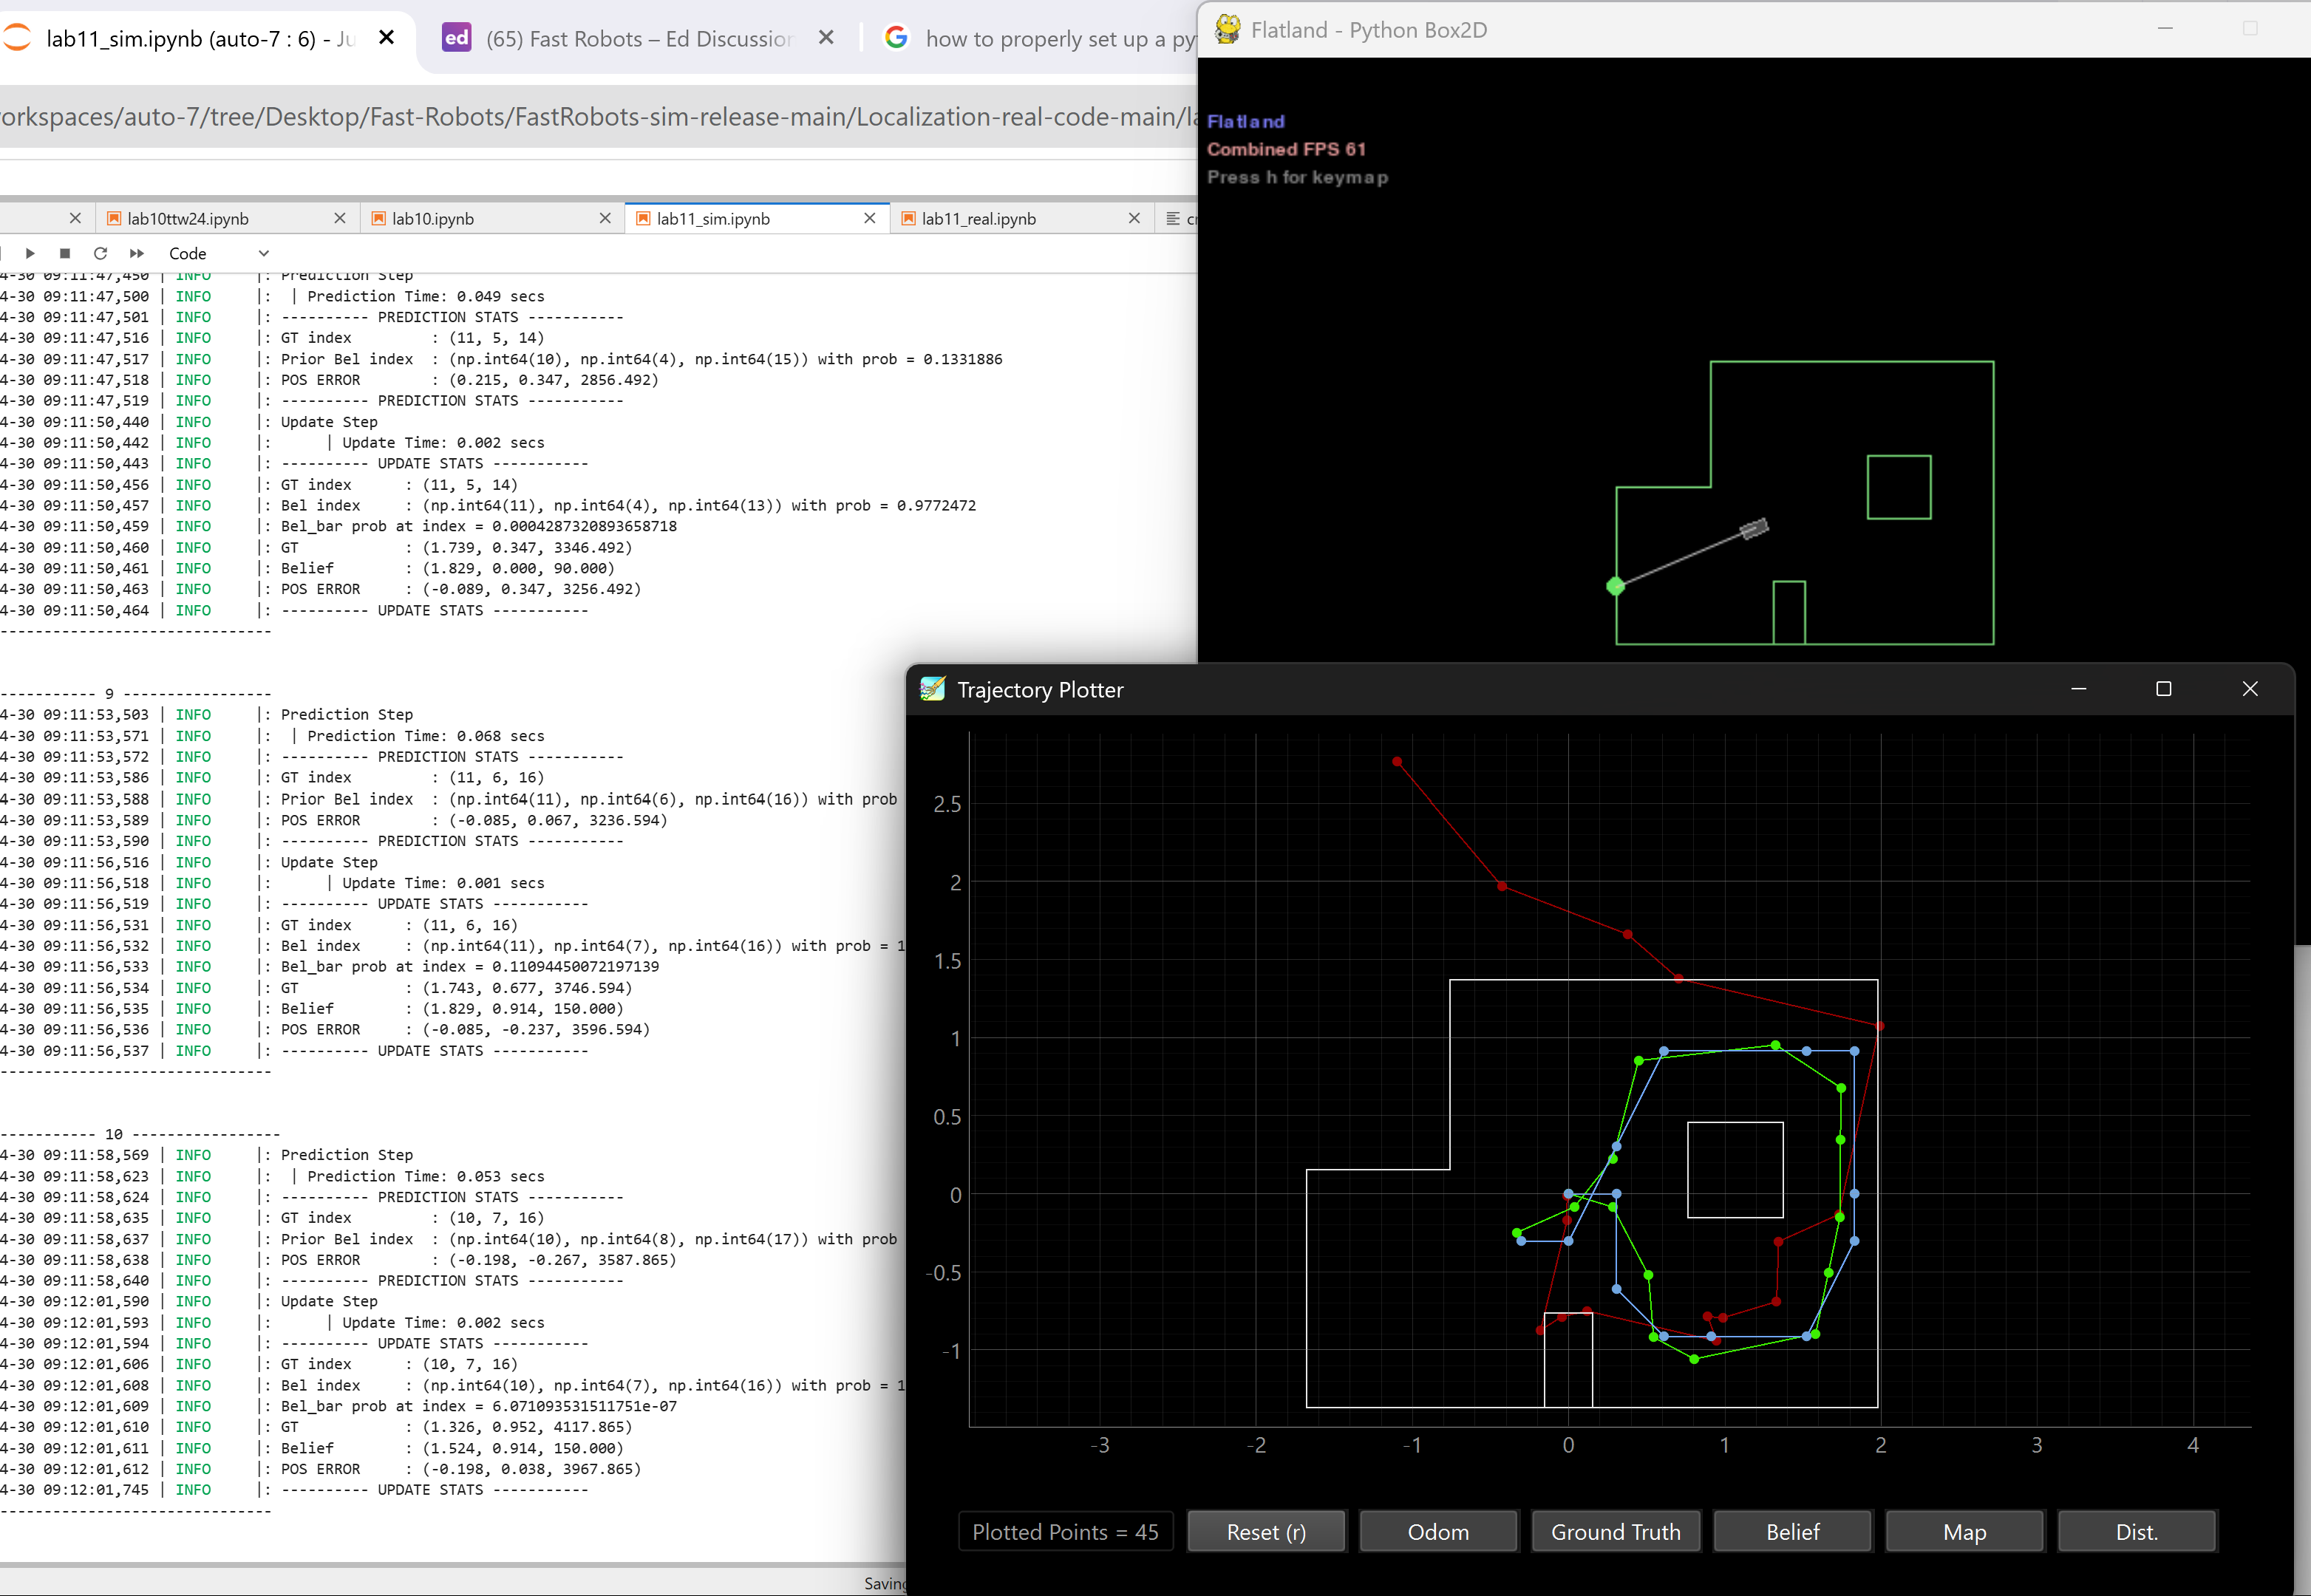 lab11_sim.ipynb (auto-7 : 6) - Ju
ed
(65) Fast Robots – Ed Discussion
how to properly set up a py
orkspaces/auto-7/tree/Desktop/Fast-Robots/FastRobots-sim-release-main/Localization-real-code-main/la
lab10ttw24.ipynb
lab10.ipynb
lab11_sim.ipynb
lab11_real.ipynb
Code
4-30 09:11:47,450 | INFO |: Prediction Step
4-30 09:11:47,500 | INFO |: | Prediction Time: 0.049 secs
4-30 09:11:47,501 | INFO |: ---------- PREDICTION STATS -----------
4-30 09:11:47,516 | INFO |: GT index : (11, 5, 14)
4-30 09:11:47,517 | INFO |: Prior Bel index : (np.int64(10), np.int64(4), np.int64(15)) with prob = 0.1331886
4-30 09:11:47,518 | INFO |: POS ERROR : (0.215, 0.347, 2856.492)
4-30 09:11:47,519 | INFO |: ---------- PREDICTION STATS -----------
4-30 09:11:50,440 | INFO |: Update Step
4-30 09:11:50,442 | INFO |: | Update Time: 0.002 secs
4-30 09:11:50,443 | INFO |: ---------- UPDATE STATS -----------
4-30 09:11:50,456 | INFO |: GT index : (11, 5, 14)
4-30 09:11:50,457 | INFO |: Bel index : (np.int64(11), np.int64(4), np.int64(13)) with prob = 0.9772472
4-30 09:11:50,459 | INFO |: Bel_bar prob at index = 0.0004287320893658718
4-30 09:11:50,460 | INFO |: GT : (1.739, 0.347, 3346.492)
4-30 09:11:50,461 | INFO |: Belief : (1.829, 0.000, 90.000)
4-30 09:11:50,463 | INFO |: POS ERROR : (-0.089, 0.347, 3256.492)
4-30 09:11:50,464 | INFO |: ---------- UPDATE STATS -----------
-------------------------------
----------- 9 -----------------
4-30 09:11:53,503 | INFO |: Prediction Step
4-30 09:11:53,571 | INFO |: | Prediction Time: 0.068 secs
4-30 09:11:53,572 | INFO |: ---------- PREDICTION STATS -----------
4-30 09:11:53,586 | INFO |: GT index : (11, 6, 16)
4-30 09:11:53,588 | INFO |: Prior Bel index : (np.int64(11), np.int64(6), np.int64(16)) with prob
4-30 09:11:53,589 | INFO |: POS ERROR : (-0.085, 0.067, 3236.594)
4-30 09:11:53,590 | INFO |: ---------- PREDICTION STATS -----------
4-30 09:11:56,516 | INFO |: Update Step
4-30 09:11:56,518 | INFO |: | Update Time: 0.001 secs
4-30 09:11:56,519 | INFO |: ---------- UPDATE STATS -----------
4-30 09:11:56,531 | INFO |: GT index : (11, 6, 16)
4-30 09:11:56,532 | INFO |: Bel index : (np.int64(11), np.int64(7), np.int64(16)) with prob = 1
4-30 09:11:56,533 | INFO |: Bel_bar prob at index = 0.11094450072197139
4-30 09:11:56,534 | INFO |: GT : (1.743, 0.677, 3746.594)
4-30 09:11:56,535 | INFO |: Belief : (1.829, 0.914, 150.000)
4-30 09:11:56,536 | INFO |: POS ERROR : (-0.085, -0.237, 3596.594)
4-30 09:11:56,537 | INFO |: ---------- UPDATE STATS -----------
-------------------------------
----------- 10 -----------------
4-30 09:11:58,569 | INFO |: Prediction Step
4-30 09:11:58,623 | INFO |: | Prediction Time: 0.053 secs
4-30 09:11:58,624 | INFO |: ---------- PREDICTION STATS -----------
4-30 09:11:58,635 | INFO |: GT index : (10, 7, 16)
4-30 09:11:58,637 | INFO |: Prior Bel index : (np.int64(10), np.int64(8), np.int64(17)) with prob
4-30 09:11:58,638 | INFO |: POS ERROR : (-0.198, -0.267, 3587.865)
4-30 09:11:58,640 | INFO |: ---------- PREDICTION STATS -----------
4-30 09:12:01,590 | INFO |: Update Step
4-30 09:12:01,593 | INFO |: | Update Time: 0.002 secs
4-30 09:12:01,594 | INFO |: ---------- UPDATE STATS -----------
4-30 09:12:01,606 | INFO |: GT index : (10, 7, 16)
4-30 09:12:01,608 | INFO |: Bel index : (np.int64(10), np.int64(7), np.int64(16)) with prob = 1
4-30 09:12:01,609 | INFO |: Bel_bar prob at index = 6.071093531511751e-07
4-30 09:12:01,610 | INFO |: GT : (1.326, 0.952, 4117.865)
4-30 09:12:01,611 | INFO |: Belief : (1.524, 0.914, 150.000)
4-30 09:12:01,612 | INFO |: POS ERROR : (-0.198, 0.038, 3967.865)
4-30 09:12:01,745 | INFO |: ---------- UPDATE STATS -----------
-------------------------------
Saving
Flatland - Python Box2D
Flatland
Combined FPS 61
Press h for keymap
Trajectory Plotter
2.5
2
1.5
1
0.5
0
-0.5
-1
-3 -2 -1 0 1 2 3 4
Plotted Points = 45
Reset (r)
Odom
Ground Truth
Belief
Map
Dist.